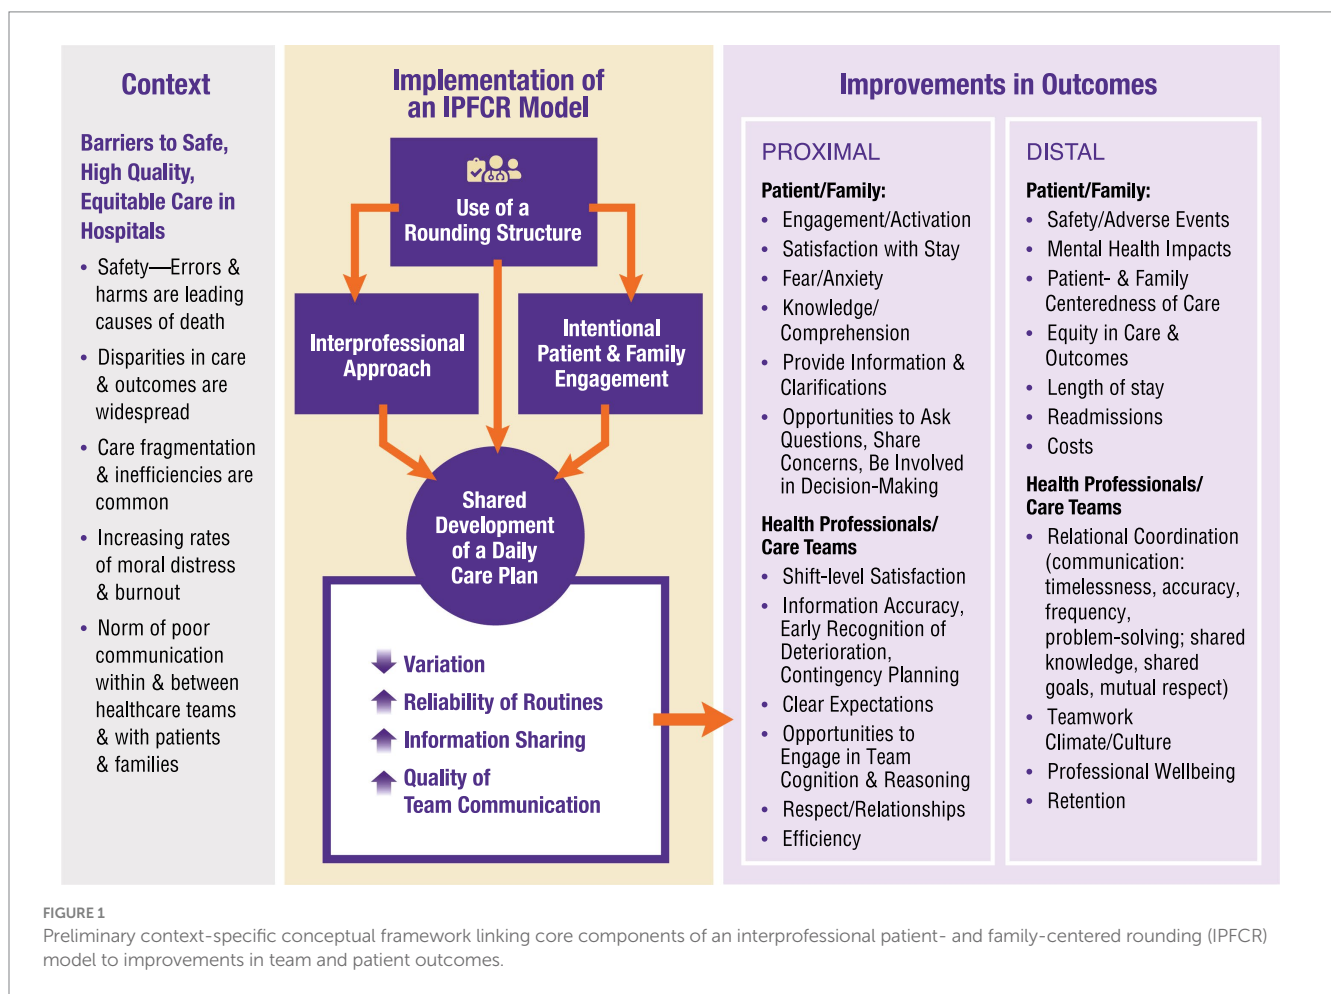 Context
Barriers to Safe,
High Quality,
Equitable Care in
Hospitals
• Safety—Errors &
harms are leading
causes of death
• Disparities in care
& outcomes are
widespread
• Care fragmentation
& inefficiencies are
common
• Increasing rates
of moral distress
& burnout
• Norm of poor
communication
within & between
healthcare teams
& with patients
& families
Implementation of
an IPFCR Model
Use of a
Rounding Structure
Interprofessional
Approach
Intentional
Patient & Family
Engagement
Shared
Development
of a Daily
Care Plan
Variation
Reliability of Routines
Information Sharing
Quality of
Team Communication
Improvements in Outcomes
PROXIMAL
Patient/Family:
• Engagement/Activation
• Satisfaction with Stay
• Fear/Anxiety
• Knowledge/
Comprehension
• Provide Information &
Clarifications
• Opportunities to Ask
Questions, Share
Concerns, Be Involved
in Decision-Making
Health Professionals/
Care Teams
• Shift-level Satisfaction
• Information Accuracy,
Early Recognition of
Deterioration,
Contingency Planning
• Clear Expectations
• Opportunities to
Engage in Team
Cognition & Reasoning
• Respect/Relationships
• Efficiency
DISTAL
Patient/Family:
• Safety/Adverse Events
• Mental Health Impacts
• Patient- & Family
Centeredness of Care
• Equity in Care &
Outcomes
• Length of stay
• Readmissions
• Costs
Health Professionals/
Care Teams
• Relational Coordination
(communication:
timelessness, accuracy,
frequency,
problem-solving; shared
knowledge, shared
goals, mutual respect)
• Teamwork
Climate/Culture
• Professional Wellbeing
• Retention
FIGURE 1
Preliminary context-specific conceptual framework linking core components of an interprofessional patient- and family-centered rounding (IPFCR)
model to improvements in team and patient outcomes.